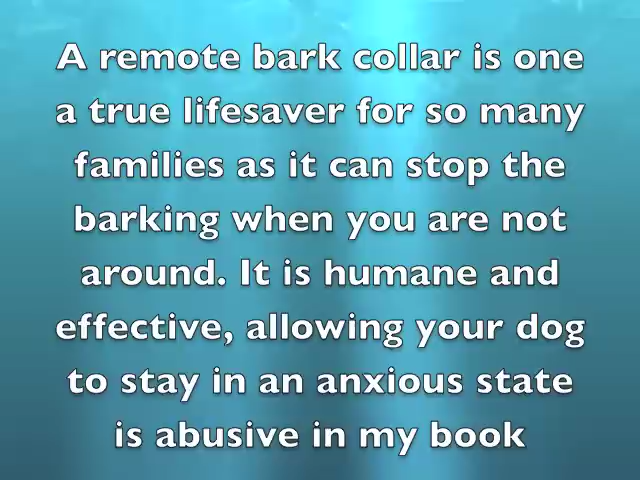 A remote bark collar is one
a true lifesaver for so many
families as it can stop the
barking when you are not
around. It is humane and
effective, allowing your dog
to stay in an anxious state
is abusive in my book